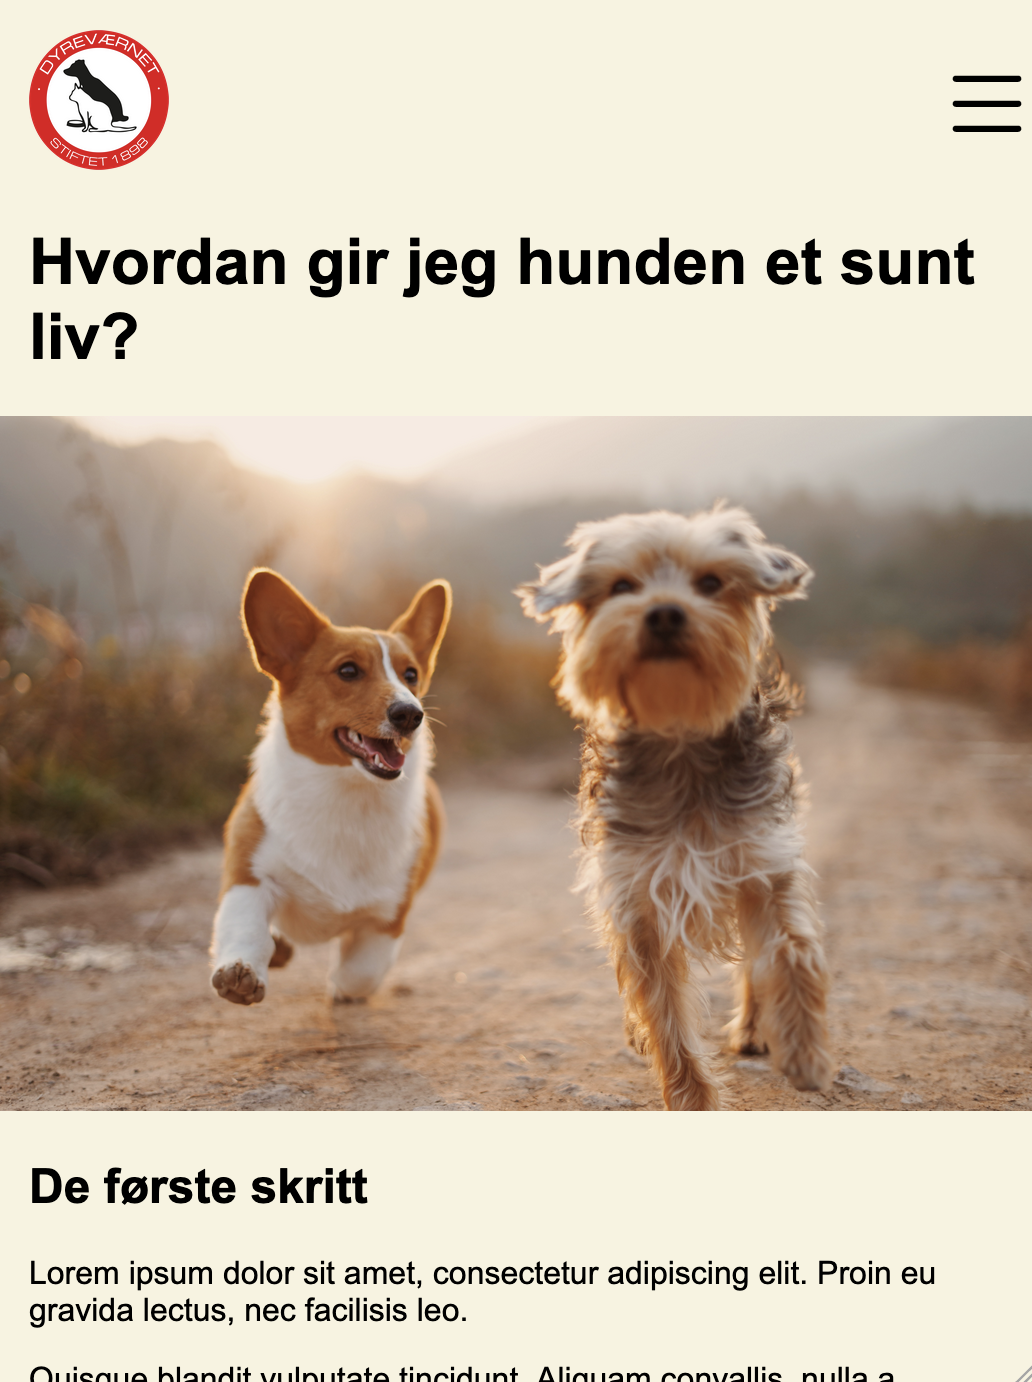 DYREVÆRNET
STIFTET 1898
Hvordan gir jeg hunden et sunt
liv?
De første skritt
Lorem ipsum dolor sit amet, consectetur adipiscing elit. Proin eu
gravida lectus, nec facilisis leo.
Quisque blandit vulputate tincidunt. Aliquam convallis, nulla a